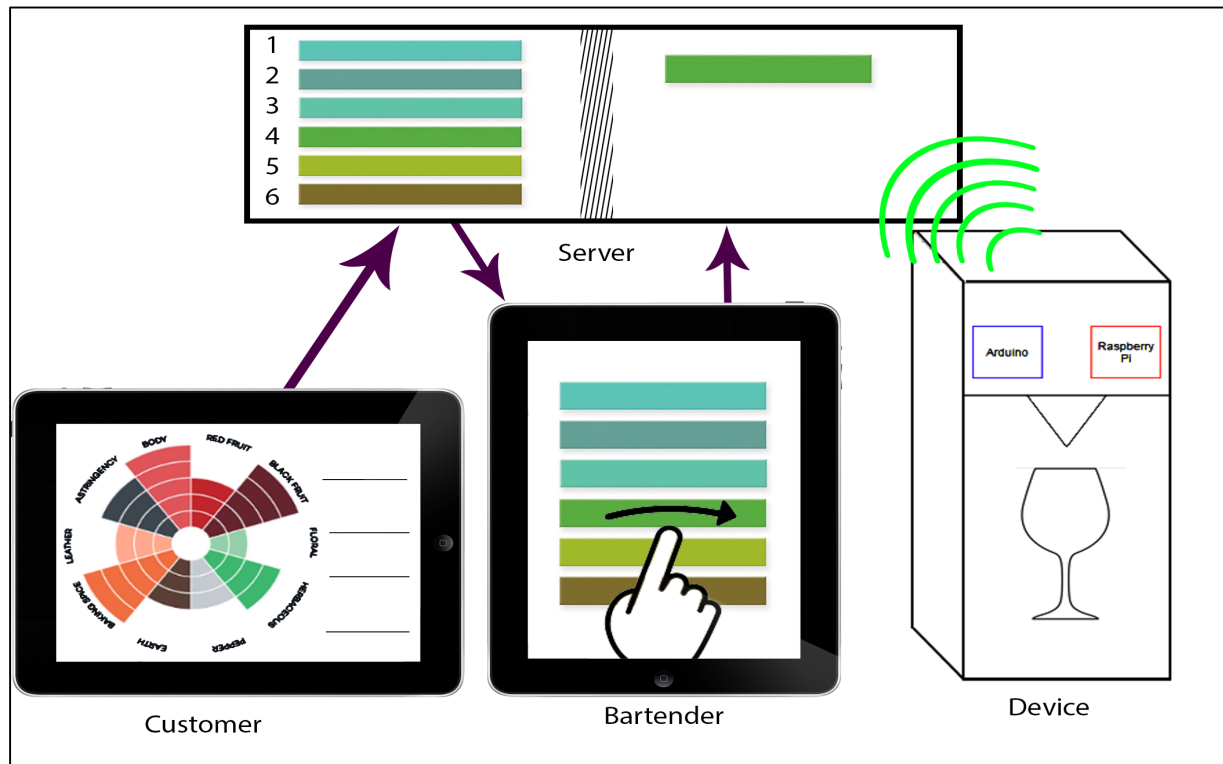 1
2
3
4
5
6
Server
Arduino
Raspberry
Pi
BODY
RED FRUIT
BLACK FRUIT
FLORAL
HERBACEOUS
PEPPER
EARTH
BAKING SPICE
LEATHER
ASTRINGENCY
Customer
Bartender
Device